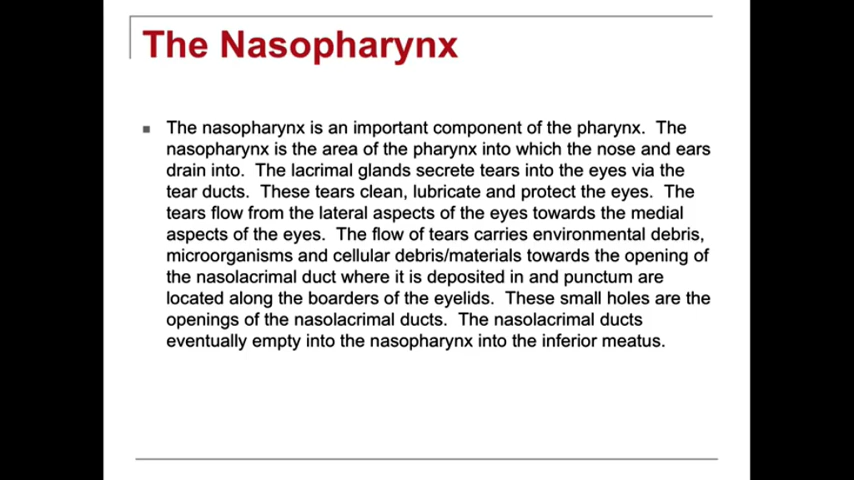 The Nasopharynx
The nasopharynx is an important component of the pharynx. The
nasopharynx is the area of the pharynx into which the nose and ears
drain into. The lacrimal glands secrete tears into the eyes via the
tear ducts. These tears clean, lubricate and protect the eyes. The
tears flow from the lateral aspects of the eyes towards the medial
aspects of the eyes. The flow of tears carries environmental debris,
microorganisms and cellular debris/materials towards the opening of
the nasolacrimal duct where it is deposited in and punctum are
located along the boarders of the eyelids. These small holes are the
openings of the nasolacrimal ducts. The nasolacrimal ducts
eventually empty into the nasopharynx into the inferior meatus.